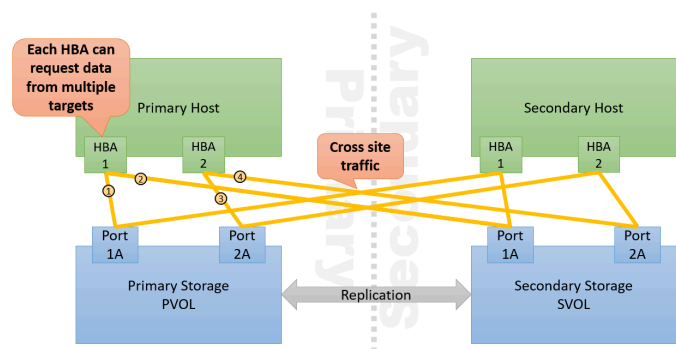 Each HBA can
request data
from multiple
targets
Primary Host
HBA
1
HBA
2
Primary
Secondary
Secondary Host
HBA
1
HBA
2
Cross site
traffic
1
2
3
4
Port
1A
Port
2A
Port
1A
Port
2A
Primary Storage
PVOL
Replication
Secondary Storage
SVOL